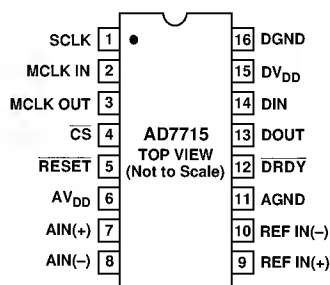 SCLK 1 16 DGND
MCLK IN 2 15 DVDD
MCLK OUT 3 14 DIN
CS 4 13 DOUT
RESET 5 12 DRDY
AVDD 6 11 AGND
AIN(+) 7 10 REF IN(–)
AIN(–) 8 9 REF IN(+)
AD7715
TOP VIEW
(Not to Scale)